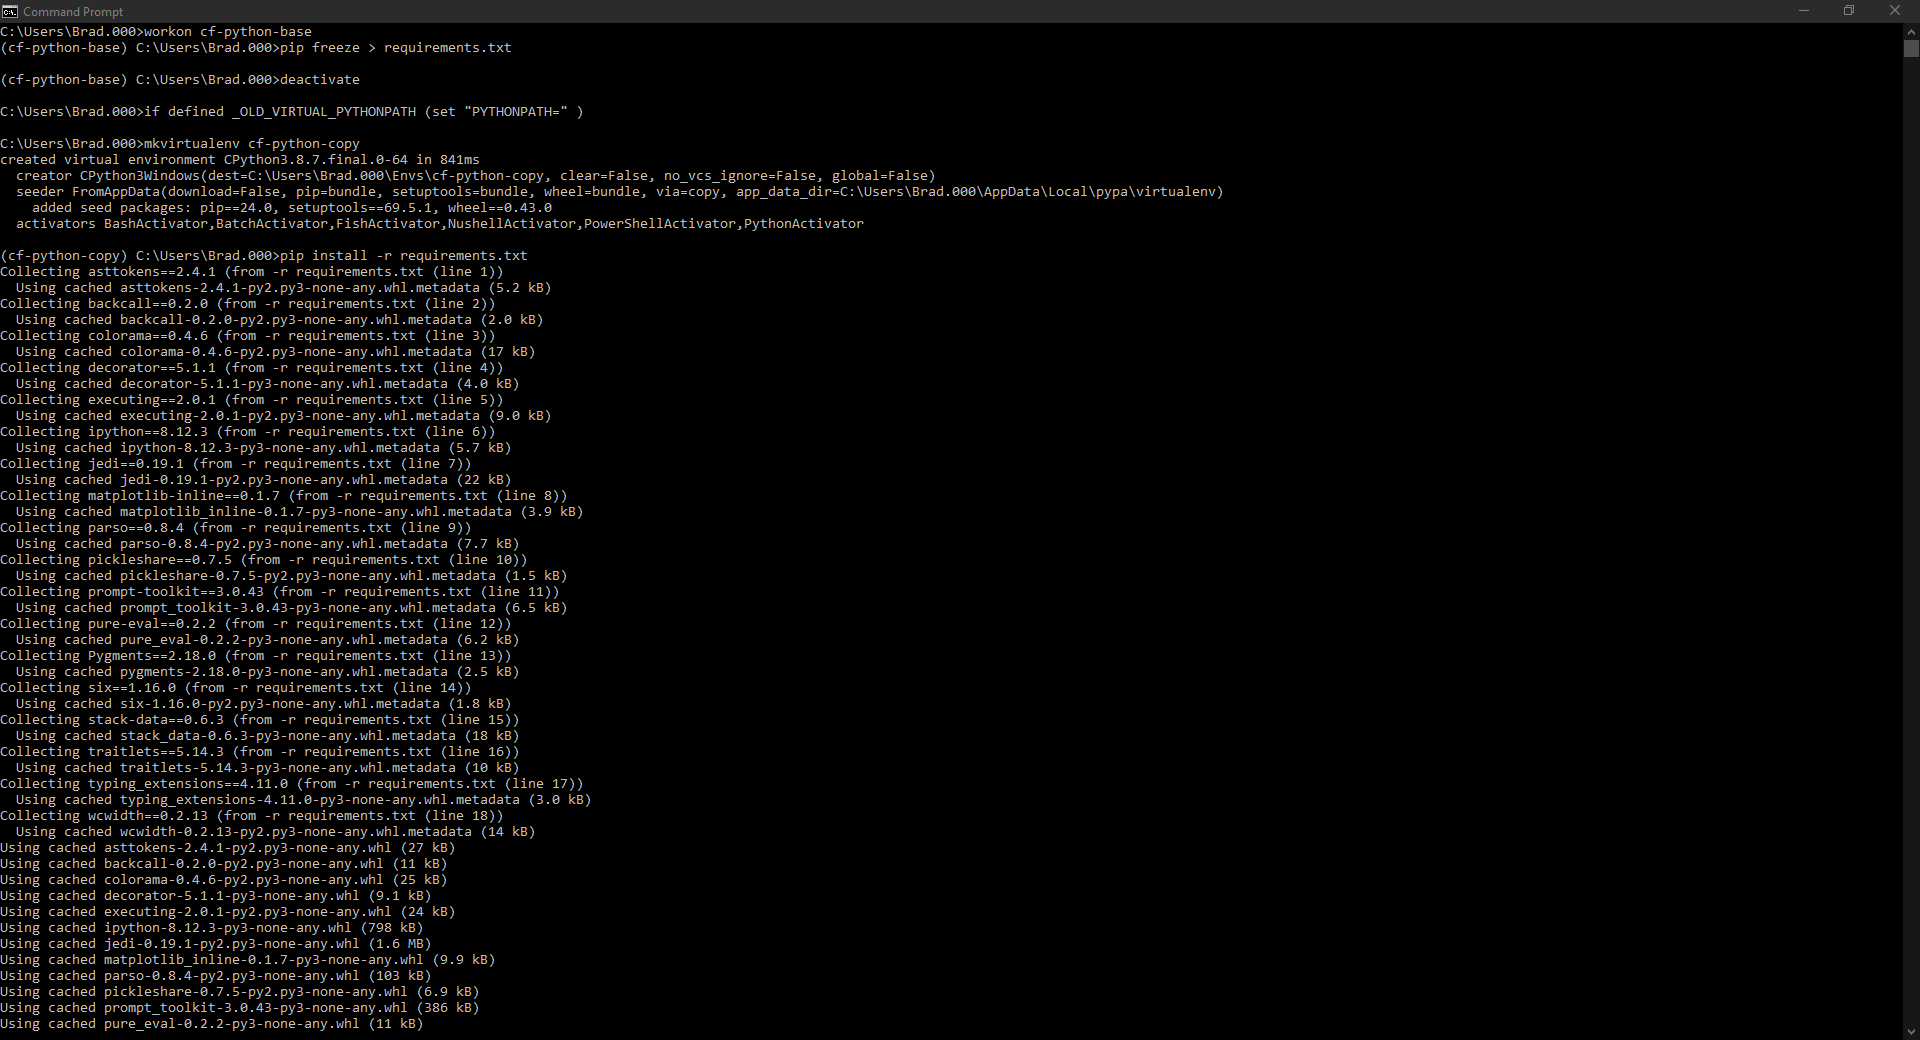 Command Prompt
C:\Users\Brad.000>workon cf-python-base
(cf-python-base) C:\Users\Brad.000>pip freeze > requirements.txt
(cf-python-base) C:\Users\Brad.000>deactivate
C:\Users\Brad.000>if defined _OLD_VIRTUAL_PYTHONPATH (set "PYTHONPATH=" )
C:\Users\Brad.000>mkvirtualenv cf-python-copy
created virtual environment CPython3.8.7.final.0-64 in 841ms
  creator CPython3Windows(dest=C:\Users\Brad.000\Envs\cf-python-copy, clear=False, no_vcs_ignore=False, global=False)
  seeder FromAppData(download=False, pip=bundle, setuptools=bundle, wheel=bundle, via=copy, app_data_dir=C:\Users\Brad.000\AppData\Local\pypa\virtualenv)
    added seed packages: pip==24.0, setuptools==69.5.1, wheel==0.43.0
  activators BashActivator,BatchActivator,FishActivator,NushellActivator,PowerShellActivator,PythonActivator
(cf-python-copy) C:\Users\Brad.000>pip install -r requirements.txt
Collecting asttokens==2.4.1 (from -r requirements.txt (line 1))
  Using cached asttokens-2.4.1-py2.py3-none-any.whl.metadata (5.2 kB)
Collecting backcall==0.2.0 (from -r requirements.txt (line 2))
  Using cached backcall-0.2.0-py2.py3-none-any.whl.metadata (2.0 kB)
Collecting colorama==0.4.6 (from -r requirements.txt (line 3))
  Using cached colorama-0.4.6-py2.py3-none-any.whl.metadata (17 kB)
Collecting decorator==5.1.1 (from -r requirements.txt (line 4))
  Using cached decorator-5.1.1-py3-none-any.whl.metadata (4.0 kB)
Collecting executing==2.0.1 (from -r requirements.txt (line 5))
  Using cached executing-2.0.1-py2.py3-none-any.whl.metadata (9.0 kB)
Collecting ipython==8.12.3 (from -r requirements.txt (line 6))
  Using cached ipython-8.12.3-py3-none-any.whl.metadata (5.7 kB)
Collecting jedi==0.19.1 (from -r requirements.txt (line 7))
  Using cached jedi-0.19.1-py2.py3-none-any.whl.metadata (22 kB)
Collecting matplotlib-inline==0.1.7 (from -r requirements.txt (line 8))
  Using cached matplotlib_inline-0.1.7-py3-none-any.whl.metadata (3.9 kB)
Collecting parso==0.8.4 (from -r requirements.txt (line 9))
  Using cached parso-0.8.4-py2.py3-none-any.whl.metadata (7.7 kB)
Collecting pickleshare==0.7.5 (from -r requirements.txt (line 10))
  Using cached pickleshare-0.7.5-py2.py3-none-any.whl.metadata (1.5 kB)
Collecting prompt-toolkit==3.0.43 (from -r requirements.txt (line 11))
  Using cached prompt_toolkit-3.0.43-py3-none-any.whl.metadata (6.5 kB)
Collecting pure-eval==0.2.2 (from -r requirements.txt (line 12))
  Using cached pure_eval-0.2.2-py3-none-any.whl.metadata (6.2 kB)
Collecting Pygments==2.18.0 (from -r requirements.txt (line 13))
  Using cached pygments-2.18.0-py3-none-any.whl.metadata (2.5 kB)
Collecting six==1.16.0 (from -r requirements.txt (line 14))
  Using cached six-1.16.0-py2.py3-none-any.whl.metadata (1.8 kB)
Collecting stack-data==0.6.3 (from -r requirements.txt (line 15))
  Using cached stack_data-0.6.3-py3-none-any.whl.metadata (18 kB)
Collecting traitlets==5.14.3 (from -r requirements.txt (line 16))
  Using cached traitlets-5.14.3-py3-none-any.whl.metadata (10 kB)
Collecting typing_extensions==4.11.0 (from -r requirements.txt (line 17))
  Using cached typing_extensions-4.11.0-py3-none-any.whl.metadata (3.0 kB)
Collecting wcwidth==0.2.13 (from -r requirements.txt (line 18))
  Using cached wcwidth-0.2.13-py2.py3-none-any.whl.metadata (14 kB)
Using cached asttokens-2.4.1-py2.py3-none-any.whl (27 kB)
Using cached backcall-0.2.0-py2.py3-none-any.whl (11 kB)
Using cached colorama-0.4.6-py2.py3-none-any.whl (25 kB)
Using cached decorator-5.1.1-py3-none-any.whl (9.1 kB)
Using cached executing-2.0.1-py2.py3-none-any.whl (24 kB)
Using cached ipython-8.12.3-py3-none-any.whl (798 kB)
Using cached jedi-0.19.1-py2.py3-none-any.whl (1.6 MB)
Using cached matplotlib_inline-0.1.7-py3-none-any.whl (9.9 kB)
Using cached parso-0.8.4-py2.py3-none-any.whl (103 kB)
Using cached pickleshare-0.7.5-py2.py3-none-any.whl (6.9 kB)
Using cached prompt_toolkit-3.0.43-py3-none-any.whl (386 kB)
Using cached pure_eval-0.2.2-py3-none-any.whl (11 kB)